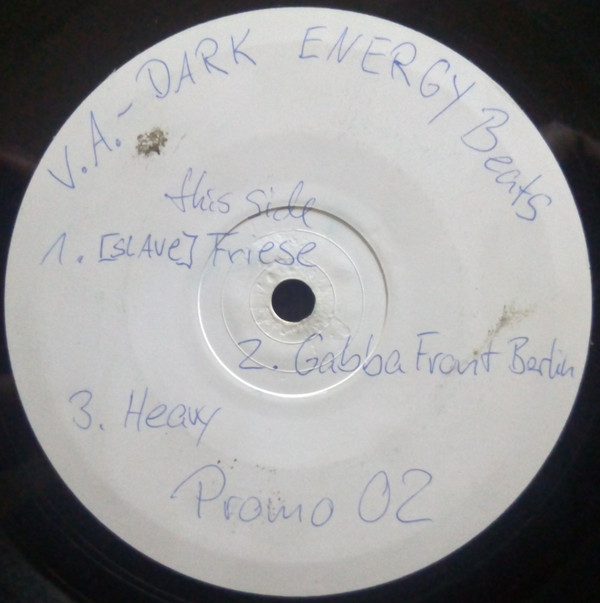 V.A.- DARK ENERGY Beats
this side
1. [SLAVE] Friese
2. Gabba Front Berlin
3. Heavy
Promo 02